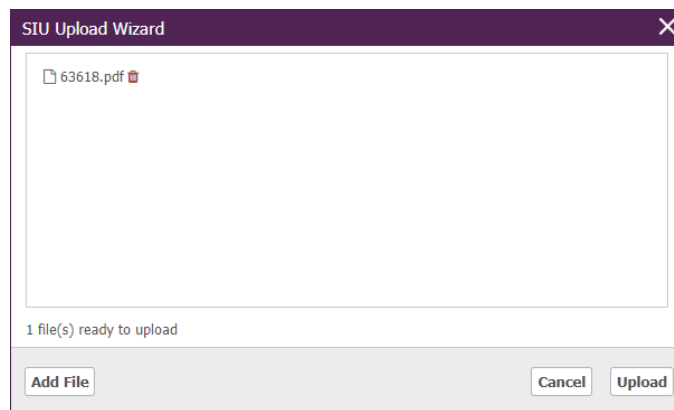 SIU Upload Wizard
63618.pdf
1 file(s) ready to upload
Add File Cancel Upload